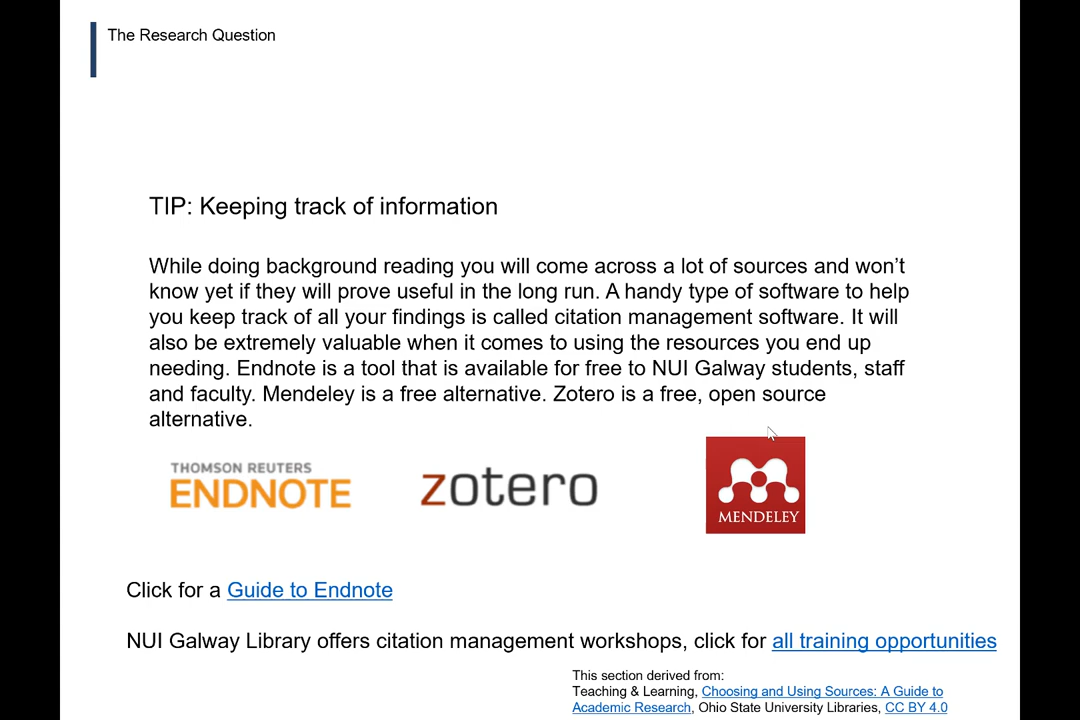 The Research Question
TIP: Keeping track of information
While doing background reading you will come across a lot of sources and won’t
know yet if they will prove useful in the long run. A handy type of software to help
you keep track of all your findings is called citation management software. It will
also be extremely valuable when it comes to using the resources you end up
needing. Endnote is a tool that is available for free to NUI Galway students, staff
and faculty. Mendeley is a free alternative. Zotero is a free, open source
alternative.
THOMSON REUTERS
ENDNOTE
zotero
MENDELEY
Click for a Guide to Endnote
NUI Galway Library offers citation management workshops, click for all training opportunities
This section derived from:
Teaching & Learning, Choosing and Using Sources: A Guide to
Academic Research, Ohio State University Libraries, CC BY 4.0